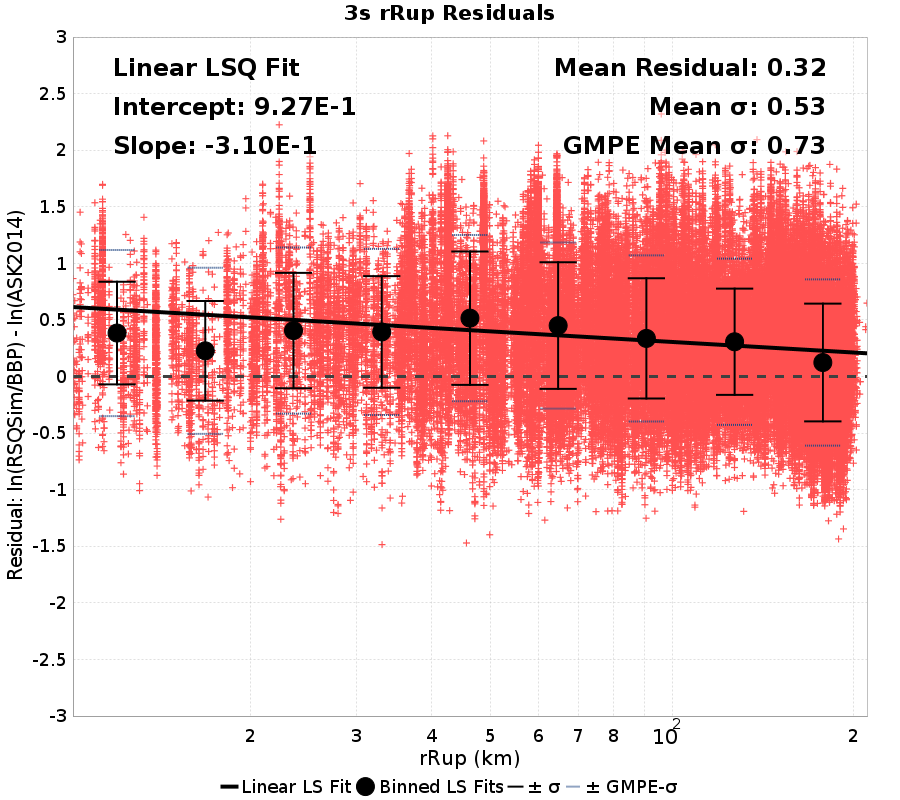 3s rRup Residuals
Linear LSQ Fit
Intercept: 9.27E-1
Slope: -3.10E-1
Mean Residual: 0.32
Mean σ: 0.53
GMPE Mean σ: 0.73
Residual: ln(RSQSim/BBP) - ln(ASK2014)
3
2.5
2
1.5
1
0.5
0
-0.5
-1
-1.5
-2
-2.5
-3
2 3 4 5 6 7 8 10² 2
rRup (km)
Linear LS Fit Binned LS Fits ± σ ± GMPE-σ